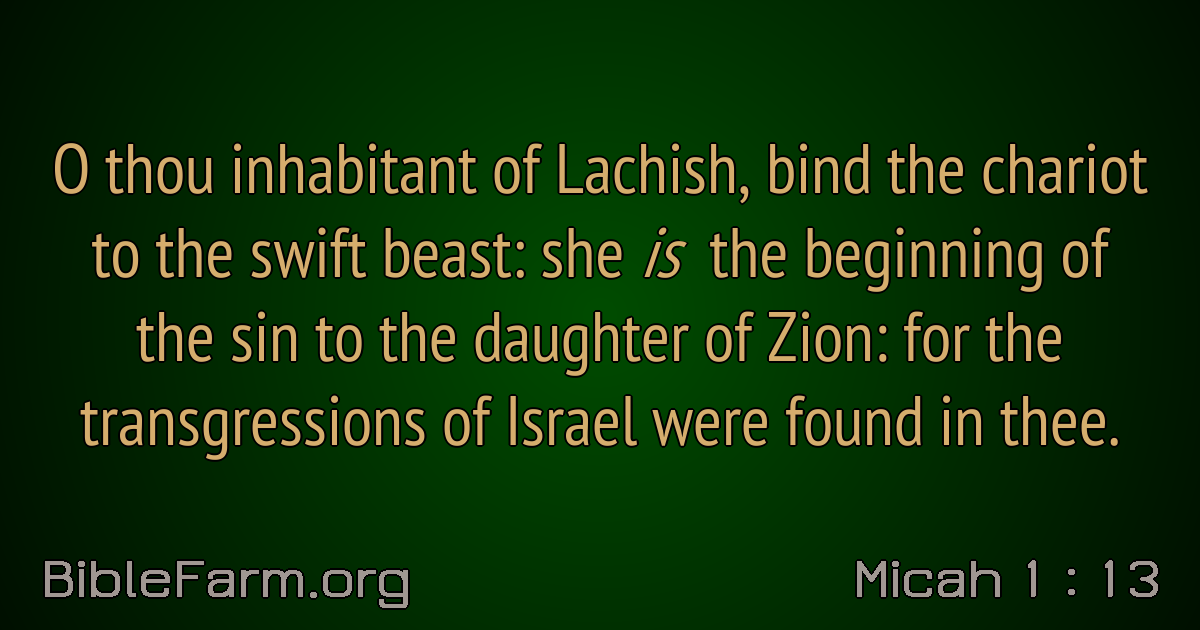 O thou inhabitant of Lachish, bind the chariot
to the swift beast: she is the beginning of
the sin to the daughter of Zion: for the
transgressions of Israel were found in thee.
BibleFarm.org
Micah 1 : 13